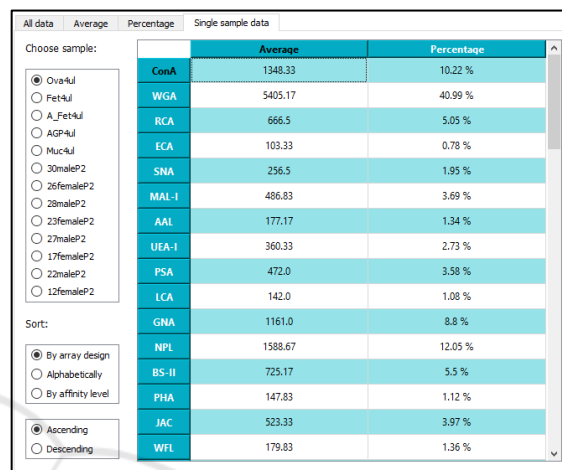 All data Average Percentage Single sample data
Choose sample:
Ova4ul
Fet4ul
A_Fet4ul
AGP4ul
Muc4ul
30maleP2
26femaleP2
28maleP2
23femaleP2
27maleP2
17femaleP2
22maleP2
12femaleP2
Sort:
By array design
Alphabetically
By affinity level
Ascending
Descending
Average Percentage
ConA 1348.33 10.22 %
WGA 5405.17 40.99 %
RCA 666.5 5.05 %
ECA 103.33 0.78 %
SNA 256.5 1.95 %
MAL-I 486.83 3.69 %
AAL 177.17 1.34 %
UEA-I 360.33 2.73 %
PSA 472.0 3.58 %
LCA 142.0 1.08 %
GNA 1161.0 8.8 %
NPL 1588.67 12.05 %
BS-II 725.17 5.5 %
PHA 147.83 1.12 %
JAC 523.33 3.97 %
WFL 179.83 1.36 %